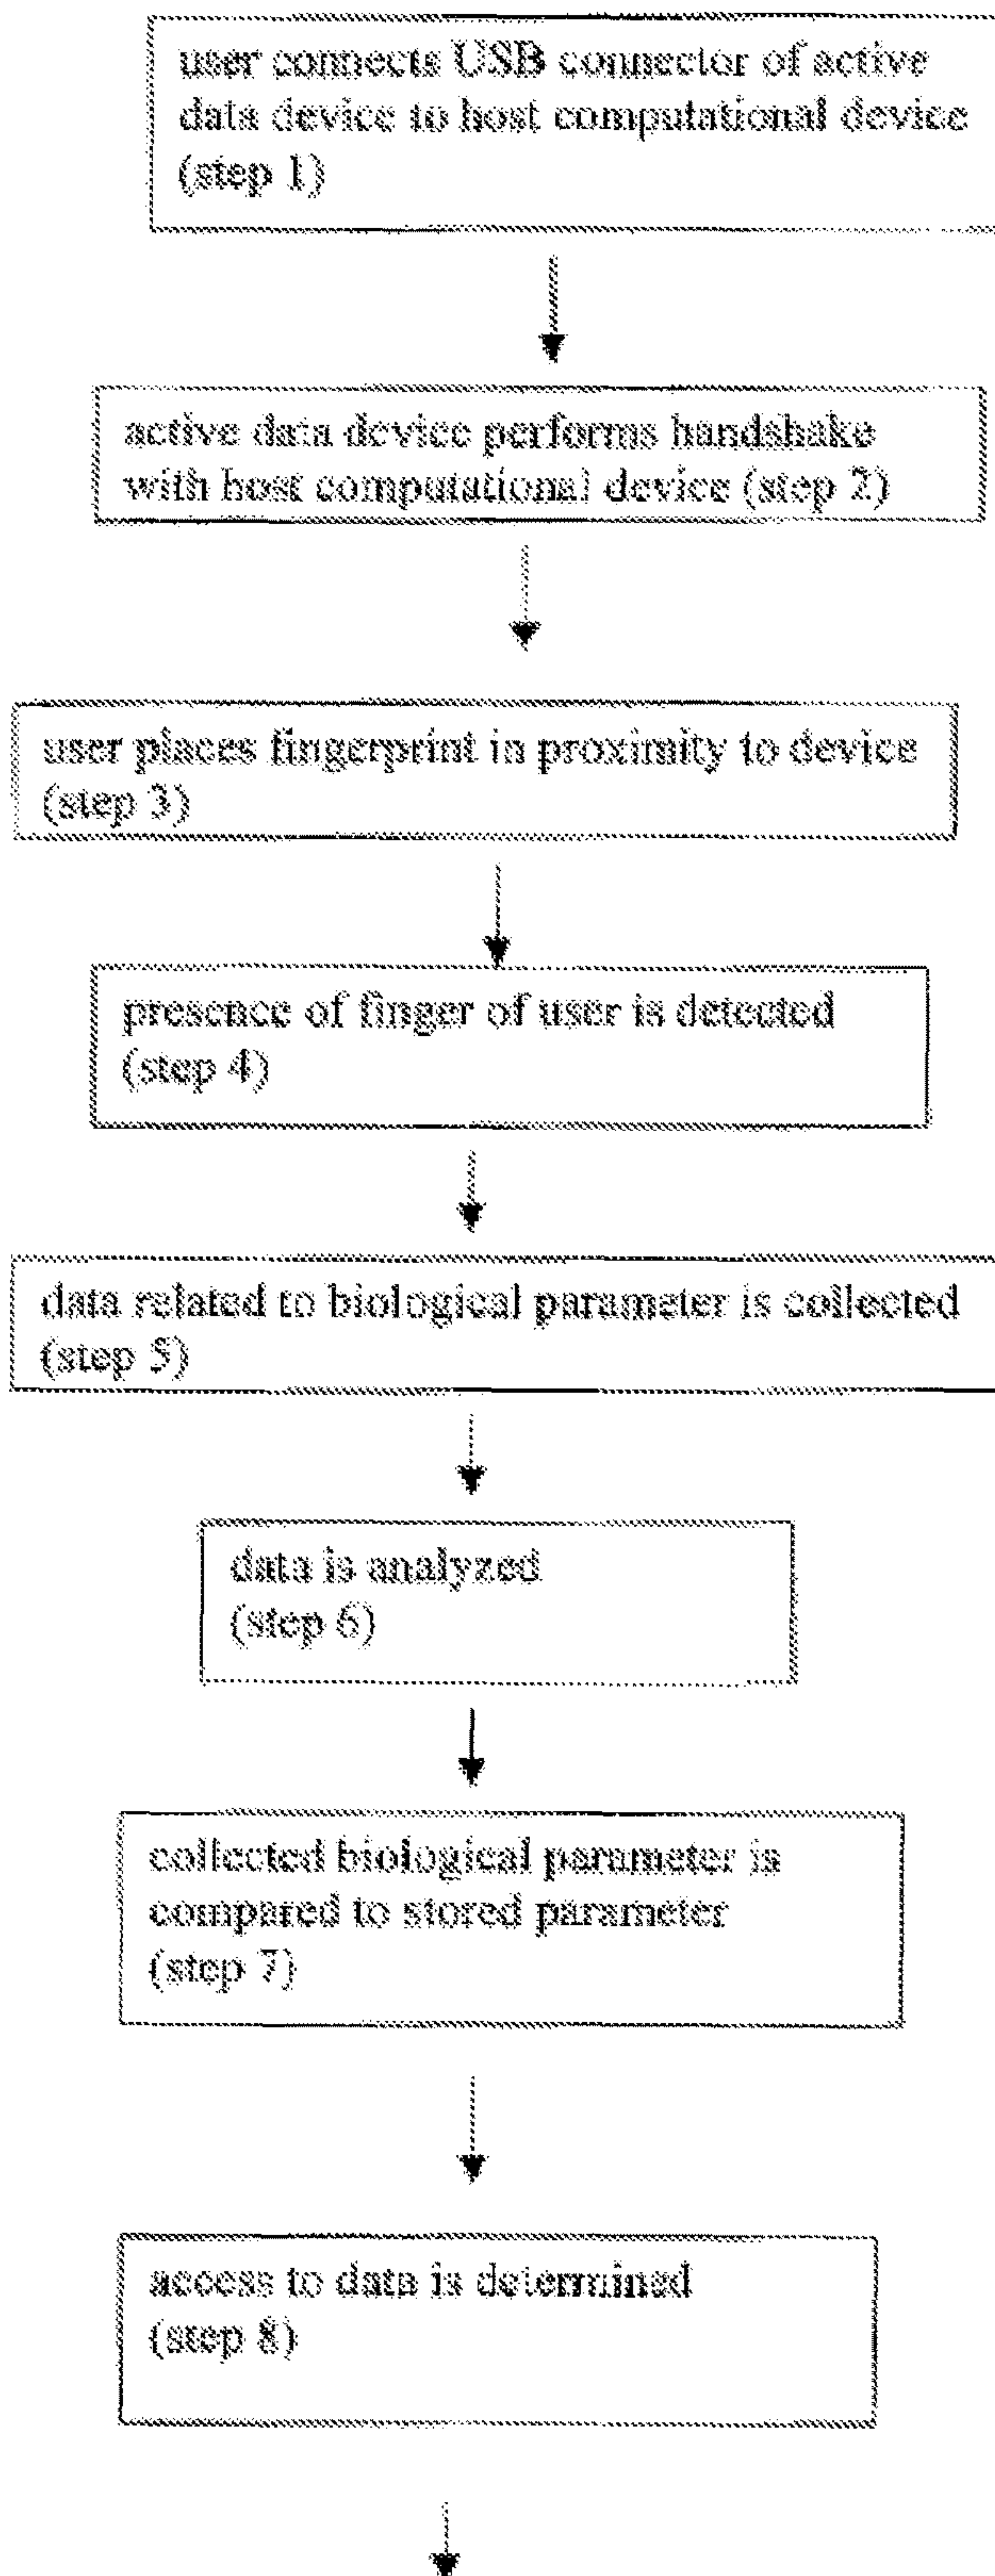 user connects USB connector of active
data device to host computational device
(step 1)
active data device performs handshake
with host computational device (step 2)
user places fingerprint in proximity to device
(step 3)
presence of finger of user is detected
(step 4)
data related to biological parameter is collected
(step 5)
data is analyzed
(step 6)
collected biological parameter is
compared to stored parameter
(step 7)
access to data is determined
(step 8)